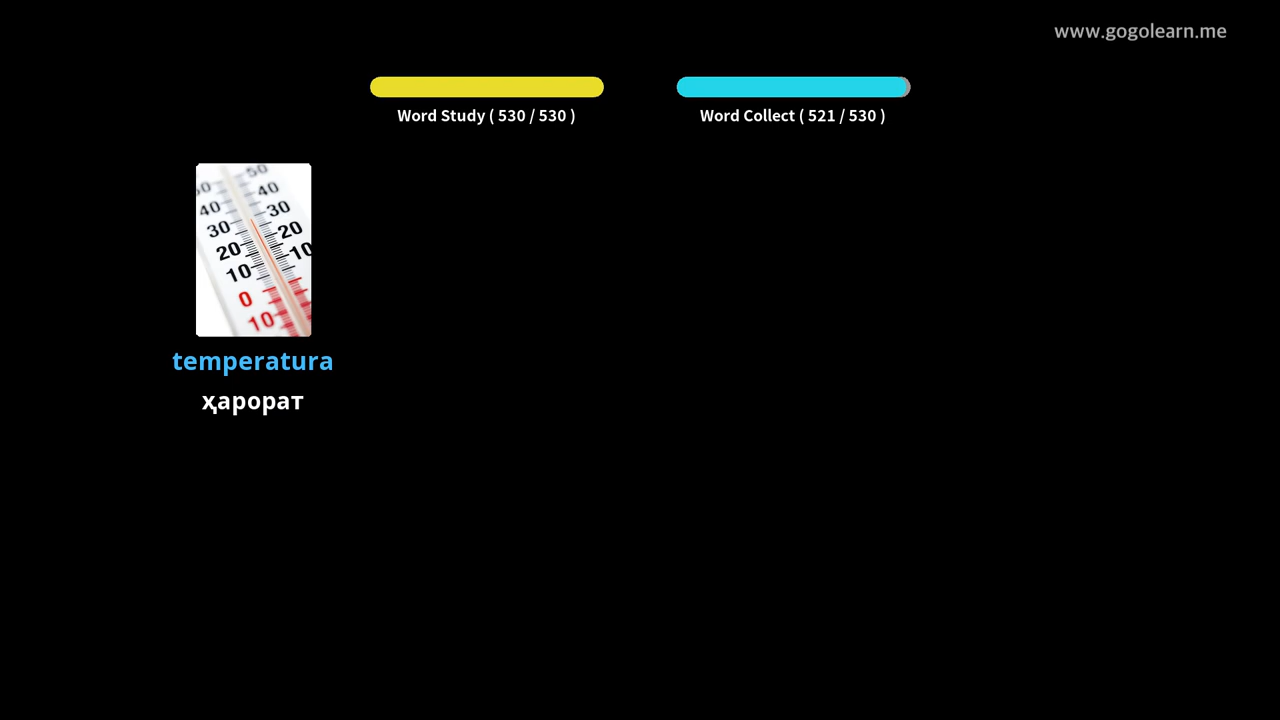 www.gogolearn.me
Word Study ( 530 / 530 )
Word Collect ( 521 / 530 )
50
40 40
30 30
20 20
10 10
0
10
temperatura
ҳарорат